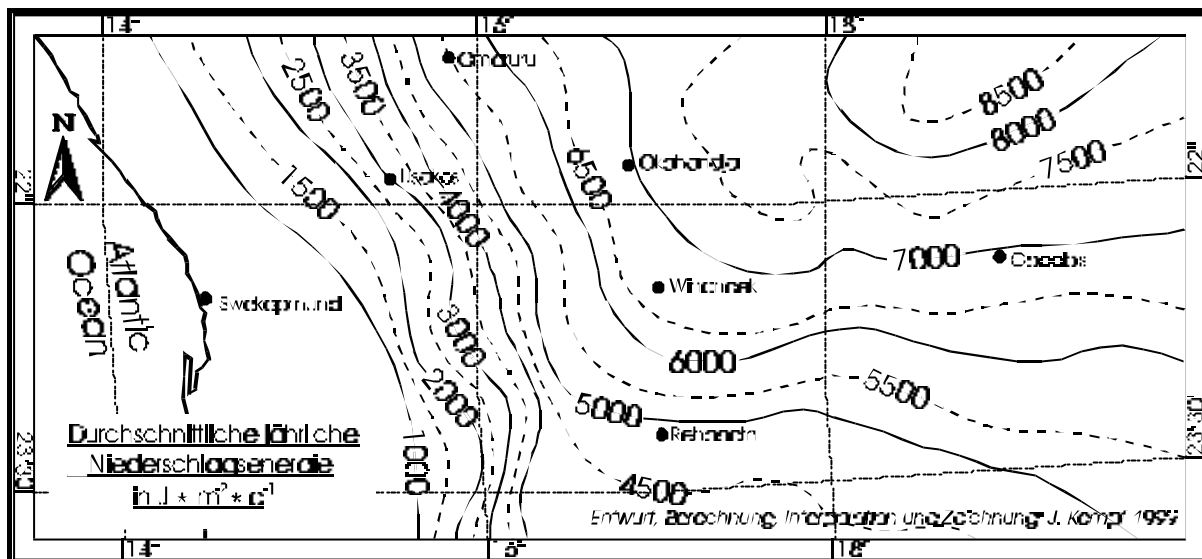 14°
16°
18°
Omaruru
2500
3500
8500
8000
7500
N
22°
22°
Usakos
6500
Okahandja
1500
4000
Atlantic
Ocean
7000
Gobabis
Swakopmund
Windhoek
3000
6000
2000
5500
5000
Rehoboth
1000
4500
23°30'
23°30'
Durchschnittliche jährliche
Niederschlagsenergie
in J * m² * a⁻¹
Entwurf, Berechnung, Interpolation und Zeichnung: J. Kempf 1999
14°
16°
18°